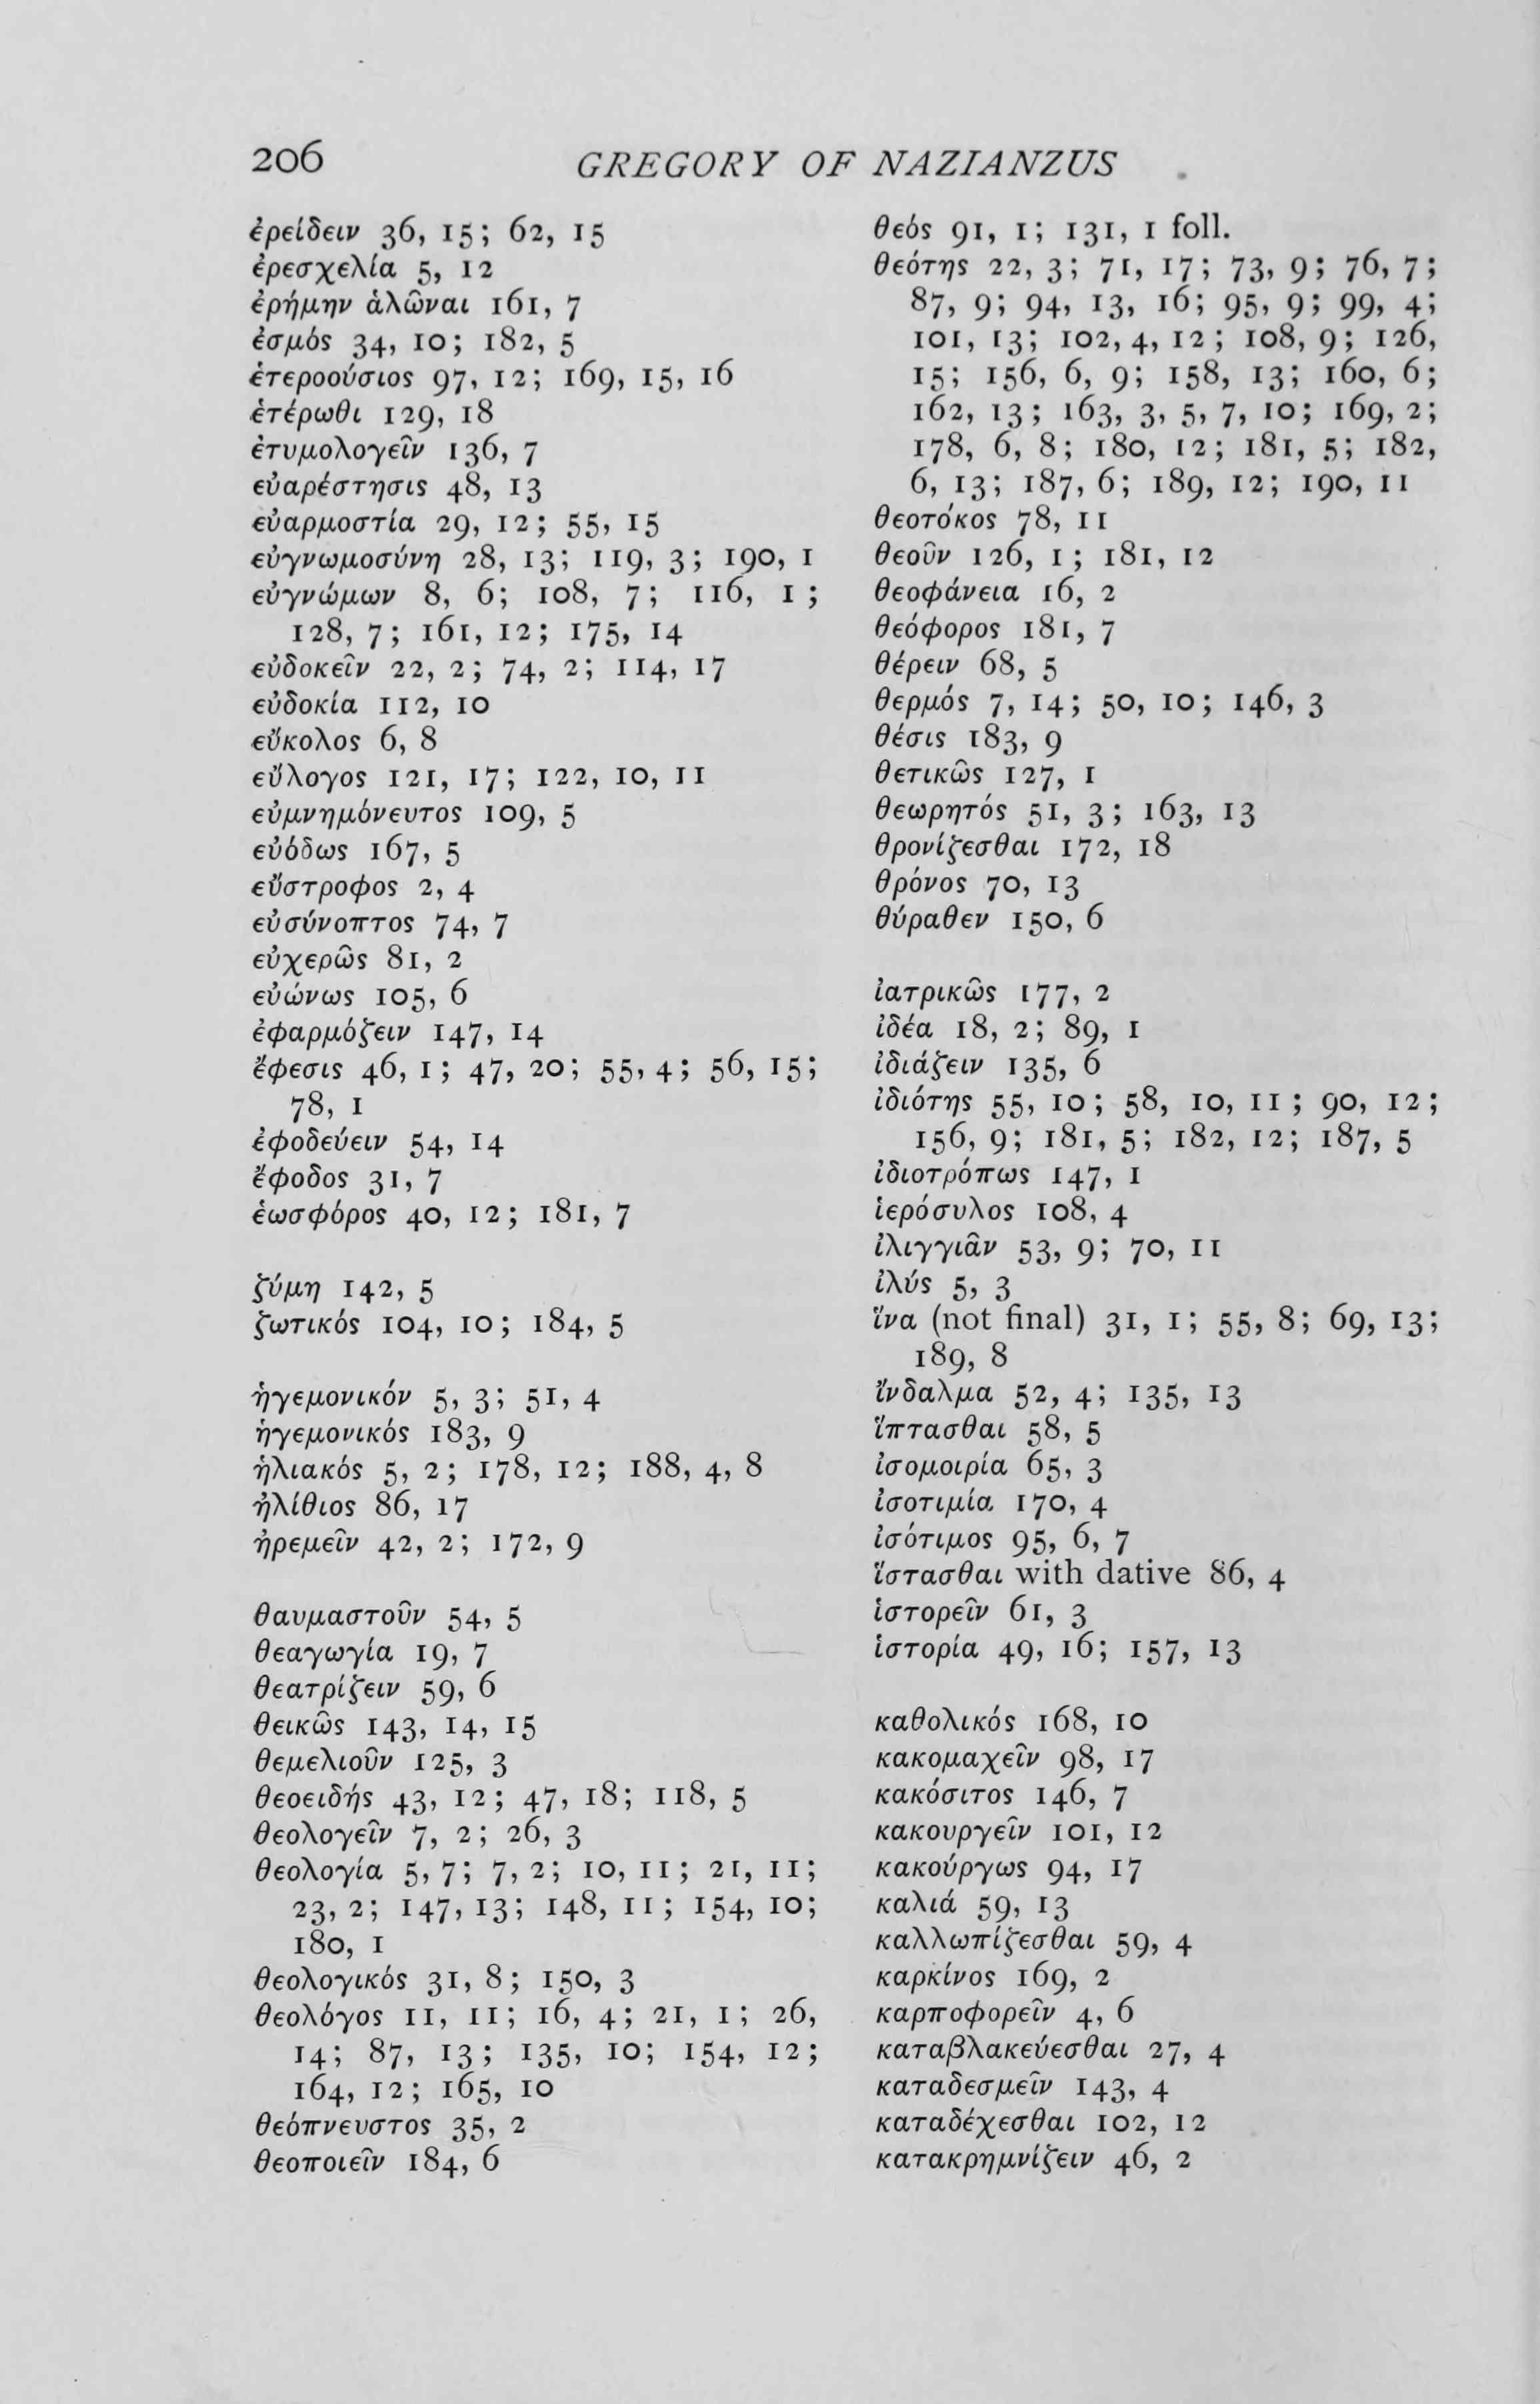 206
GREGORY OF NAZIANZUS
ἐρείδειν 36, 15; 62, 15
ἐρεσχελία 5, 12
ἐρήμην ἁλῶναι 161, 7
ἐσμός 34, 10; 182, 5
ἑτεροούσιος 97, 12; 169, 15, 16
ἑτέρωθι 129, 18
ἐτυμολογεῖν 136, 7
εὐαρέστησις 48, 13
εὐαρμοστία 29, 12; 55, 15
εὐγνωμοσύνη 28, 13; 119, 3; 190, 1
εὐγνώμων 8, 6; 108, 7; 116, 1;
128, 7; 161, 12; 175, 14
εὐδοκεῖν 22, 2; 74, 2; 114, 17
εὐδοκία 112, 10
εὔκολος 6, 8
εὔλογος 121, 17; 122, 10, 11
εὐμνημόνευτος 109, 5
εὐόδως 167, 5
εὔστροφος 2, 4
εὐσύνοπτος 74, 7
εὐχερῶς 81, 2
εὐώνως 105, 6
ἐφαρμόζειν 147, 14
ἔφεσις 46, 1; 47, 20; 55, 4; 56, 15;
78, 1
ἐφοδεύειν 54, 14
ἔφοδος 31, 7
ἑωσφόρος 40, 12; 181, 7
ζύμη 142, 5
ζωτικός 104, 10; 184, 5
ἡγεμονικόν 5, 3; 51, 4
ἡγεμονικός 183, 9
ἡλιακός 5, 2; 178, 12; 188, 4, 8
ἠλίθιος 86, 17
ἠρεμεῖν 42, 2; 172, 9
θαυμαστοῦν 54, 5
θεαγωγία 19, 7
θεατρίζειν 59, 6
θεικῶς 143, 14, 15
θεμελιοῦν 125, 3
θεοειδής 43, 12; 47, 18; 118, 5
θεολογεῖν 7, 2; 26, 3
θεολογία 5, 7; 7, 2; 10, 11; 21, 11;
23, 2; 147, 13; 148, 11; 154, 10;
180, 1
θεολογικός 31, 8; 150, 3
θεολόγος 11, 11; 16, 4; 21, 1; 26,
14; 87, 13; 135, 10; 154, 12;
164, 12; 165, 10
θεόπνευστος 35, 2
θεοποιεῖν 184, 6
θεός 91, 1; 131, 1 foll.
θεότης 22, 3; 71, 17; 73, 9; 76, 7;
87, 9; 94, 13, 16; 95, 9; 99, 4;
101, 13; 102, 4, 12; 108, 9; 126,
15; 156, 6, 9; 158, 13; 160, 6;
162, 13; 163, 3, 5, 7, 10; 169, 2;
178, 6, 8; 180, 12; 181, 5; 182,
6, 13; 187, 6; 189, 12; 190, 11
θεοτόκος 78, 11
θεοῦν 126, 1; 181, 12
θεοφάνεια 16, 2
θεόφορος 181, 7
θέρειν 68, 5
θερμός 7, 14; 50, 10; 146, 3
θέσις 183, 9
θετικῶς 127, 1
θεωρητός 51, 3; 163, 13
θρονίζεσθαι 172, 18
θρόνος 70, 13
θύραθεν 150, 6
ἰατρικῶς 177, 2
ἰδέα 18, 2; 89, 1
ἰδιάζειν 135, 6
ἰδιότης 55, 10; 58, 10, 11; 90, 12;
156, 9; 181, 5; 182, 12; 187, 5
ἰδιοτρόπως 147, 1
ἱερόσυλος 108, 4
ἰλιγγιᾶν 53, 9; 70, 11
ἰλύς 5, 3
ἵνα (not final) 31, 1; 55, 8; 69, 13;
189, 8
ἴνδαλμα 52, 4; 135, 13
ἵπτασθαι 58, 5
ἰσομοιρία 65, 3
ἰσοτιμία 170, 4
ἰσότιμος 95, 6, 7
ἵστασθαι with dative 86, 4
ἱστορεῖν 61, 3
ἱστορία 49, 16; 157, 13
καθολικός 168, 10
κακομαχεῖν 98, 17
κακόσιτος 146, 7
κακουργεῖν 101, 12
κακούργως 94, 17
καλιά 59, 13
καλλωπίζεσθαι 59, 4
καρκίνος 169, 2
καρποφορεῖν 4, 6
καταβλακεύεσθαι 27, 4
καταδεσμεῖν 143, 4
καταδέχεσθαι 102, 12
κατακρημνίζειν 46, 2